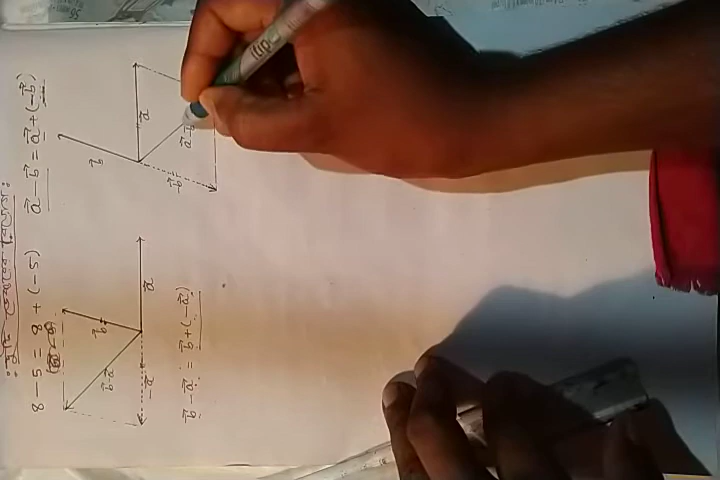 8 - 5 = 8 + (-5)
a⃗ - b⃗ = a⃗ + (-b⃗)
b⃗
b⃗
b⃗-a⃗
a⃗
-a⃗
a⃗
-b⃗
a⃗-b⃗
b⃗ - a⃗ = b⃗ + (-a⃗)